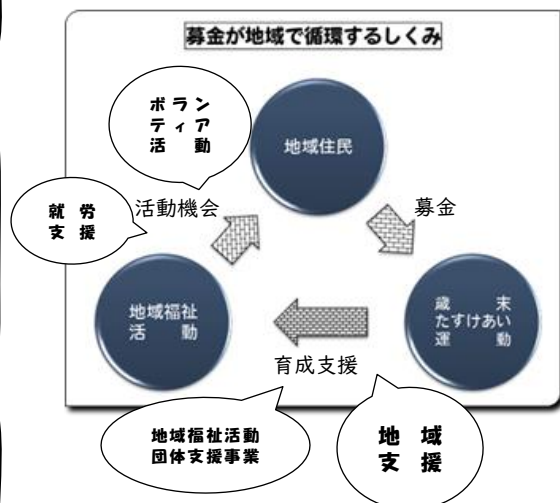 募金が地域で循環するしくみ
ボラン
ティア
活動
地域住民
就労
支援
活動機会
募金
地域福祉
活動
歳末
たすけあい
運動
育成支援
地域福祉活動
団体支援事業
地域
支援